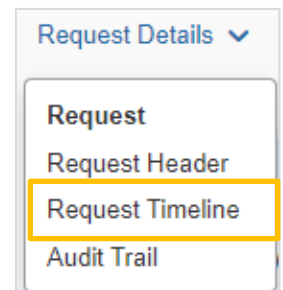 Request Details
Request
Request Header
Request Timeline
Audit Trail